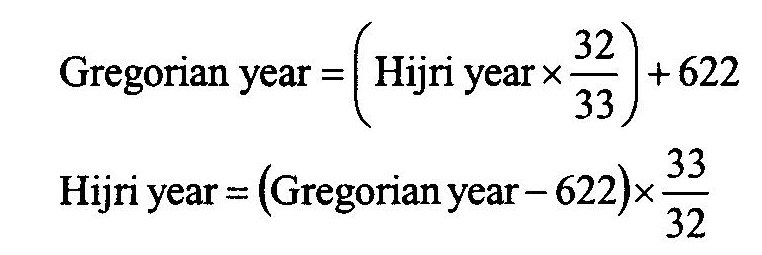 Gregorian year = ( Hijri year × 32/33 ) + 622
Hijri year = (Gregorian year – 622) × 33/32